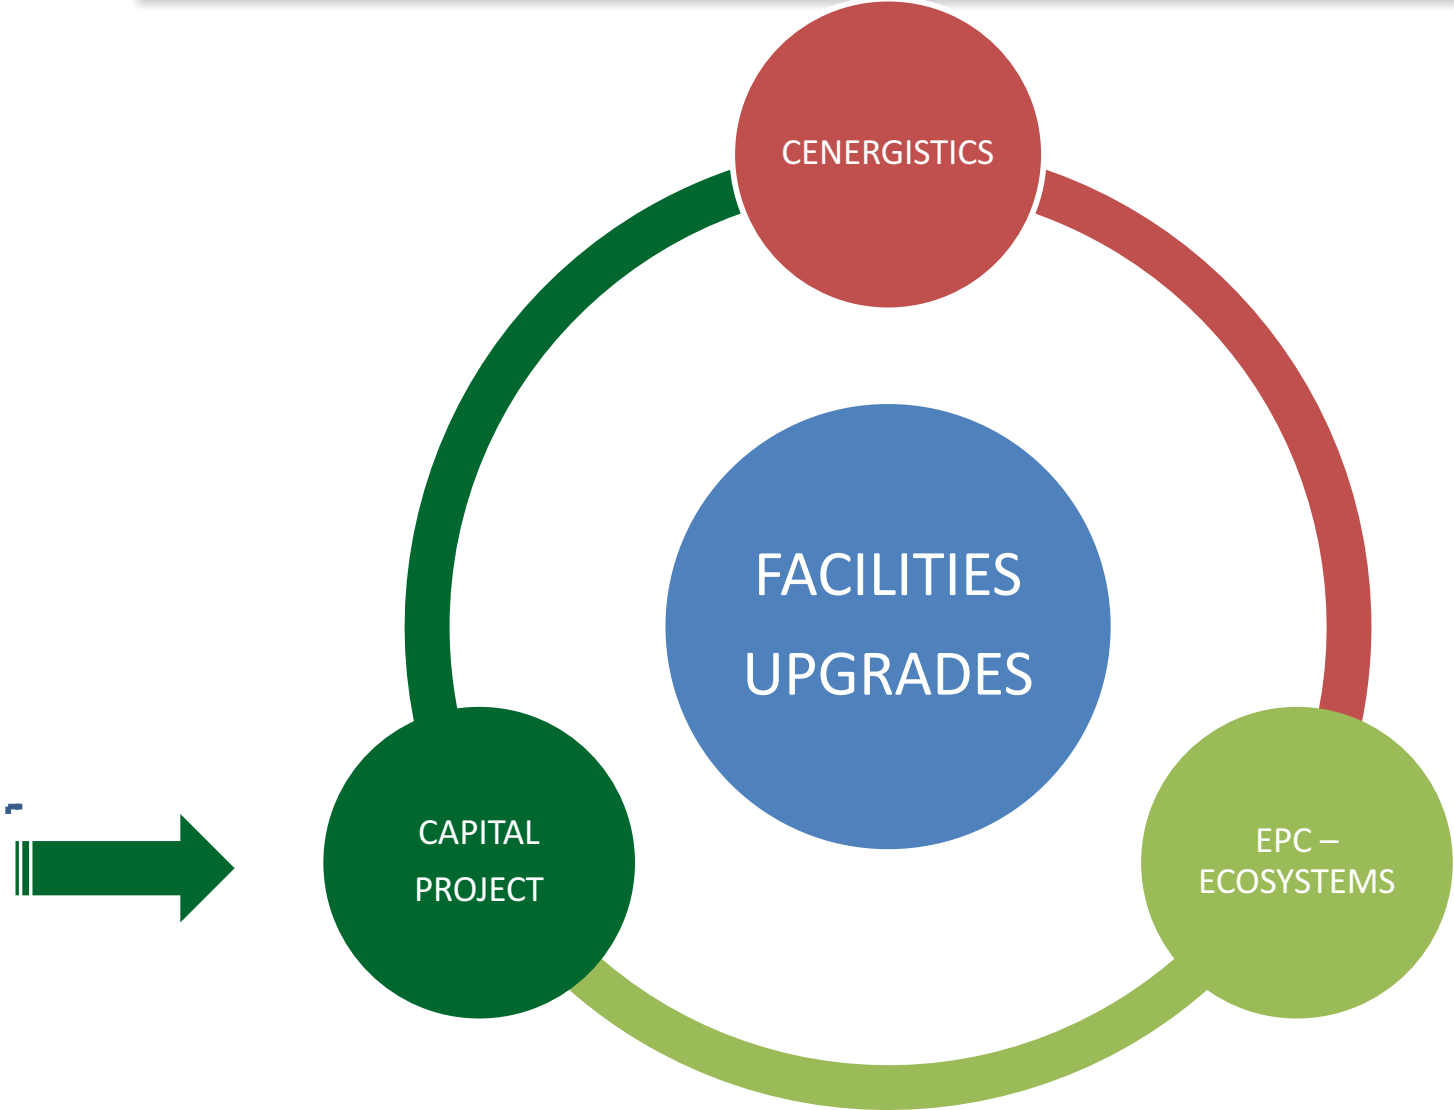 CENERGISTICS
FACILITIES
UPGRADES
CAPITAL
PROJECT
EPC –
ECOSYSTEMS